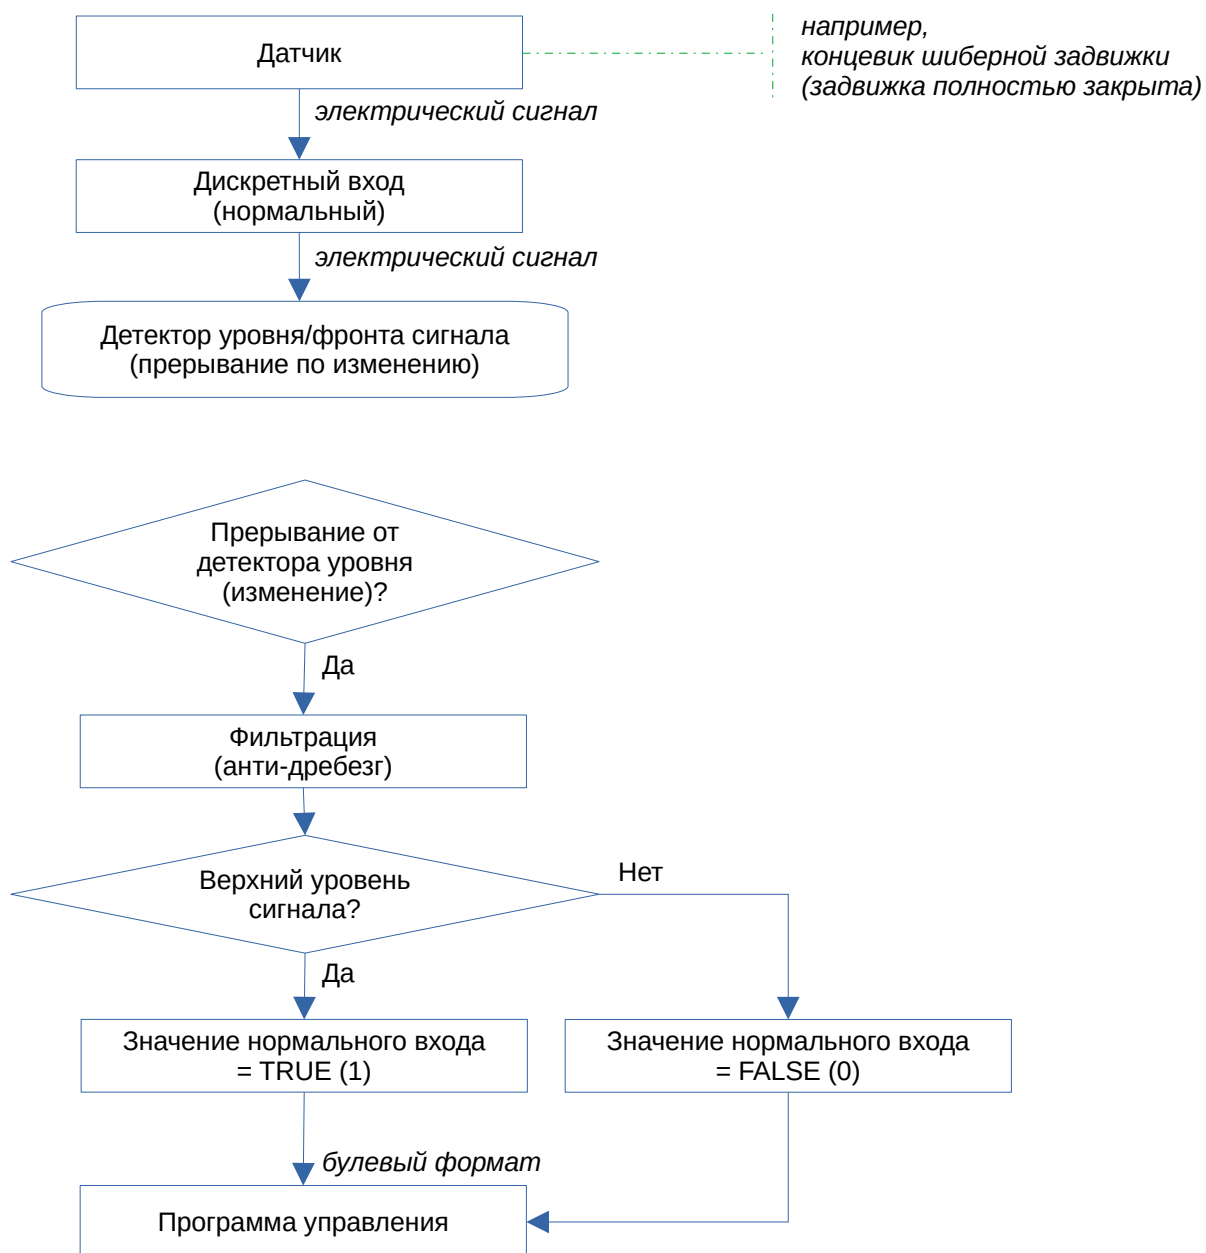 Датчик
например,
концевик шиберной задвижки
(задвижка полностью закрыта)
электрический сигнал
Дискретный вход
(нормальный)
электрический сигнал
Детектор уровня/фронта сигнала
(прерывание по изменению)
Прерывание от
детектора уровня
(изменение)?
Да
Фильтрация
(анти-дребезг)
Верхний уровень
сигнала?
Нет
Да
Значение нормального входа
= TRUE (1)
Значение нормального входа
= FALSE (0)
булевый формат
Программа управления